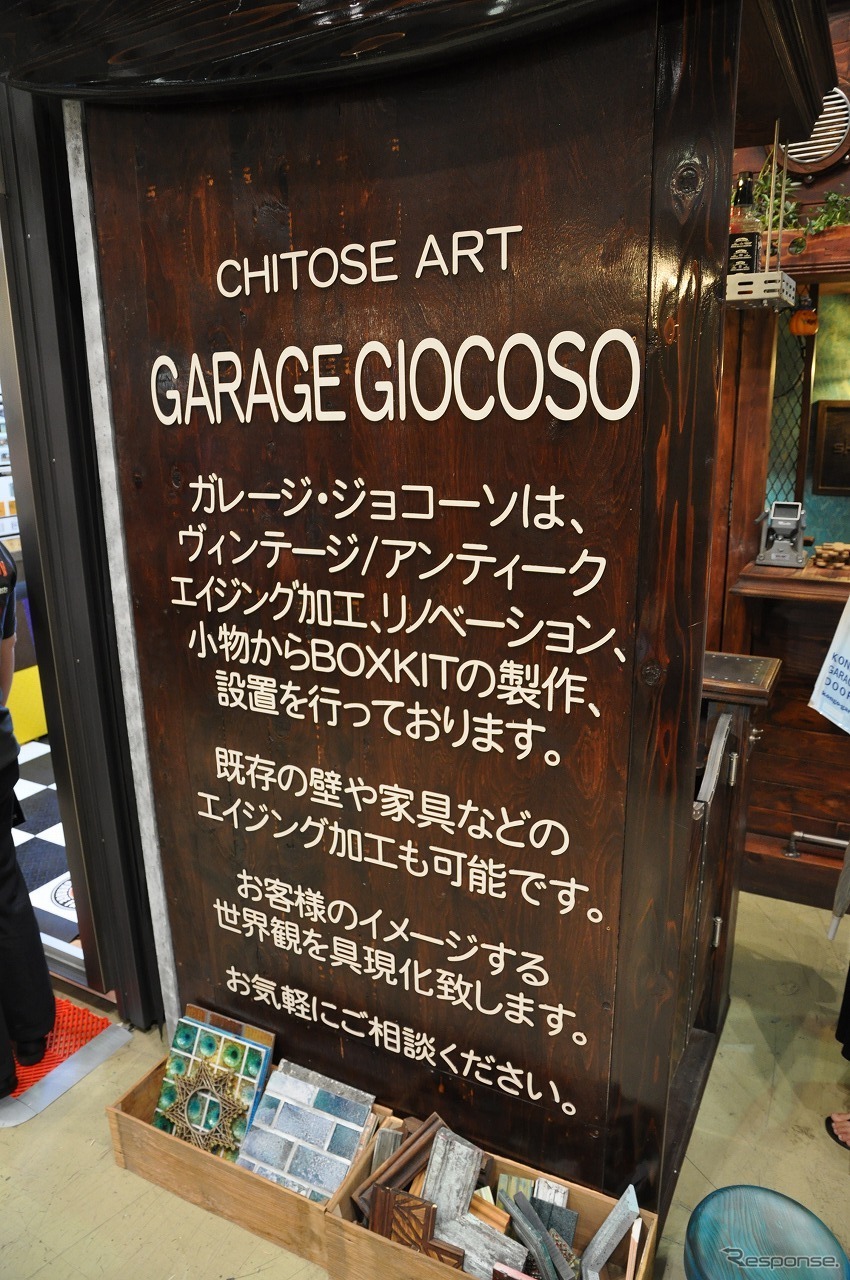 CHITOSE ART
GARAGE GIOCOSO
ガレージ・ジョコーソは、
ヴィンテージ/アンティーク
エイジング加工、リノベーション、
小物からBOXKITの製作、
設置を行っております。
既存の壁や家具などの
エイジング加工も可能です。
お客様のイメージする
世界観を具現化致します。
お気軽にご相談ください。
Response.